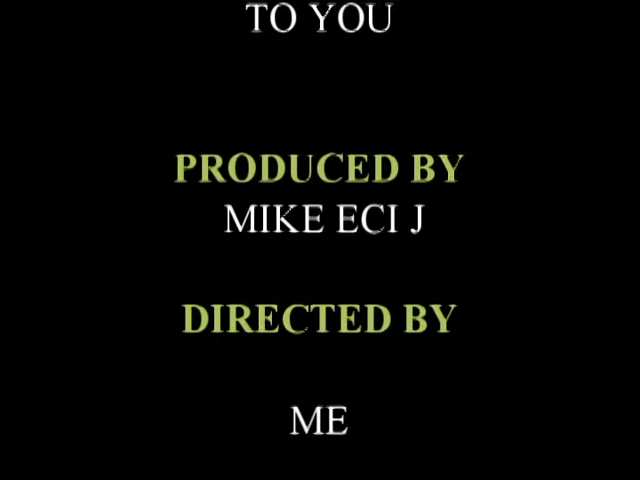 TO YOU
PRODUCED BY
MIKE ECI J
DIRECTED BY
ME